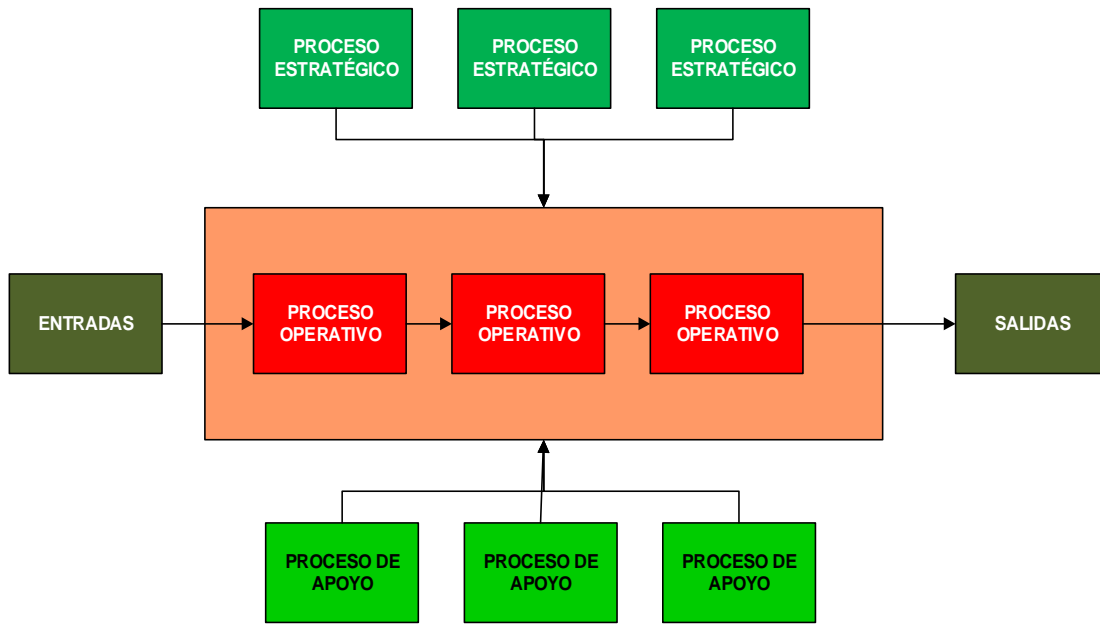 PROCESO
ESTRATÉGICO
PROCESO
ESTRATÉGICO
PROCESO
ESTRATÉGICO
ENTRADAS
PROCESO
OPERATIVO
PROCESO
OPERATIVO
PROCESO
OPERATIVO
SALIDAS
PROCESO DE
APOYO
PROCESO DE
APOYO
PROCESO DE
APOYO